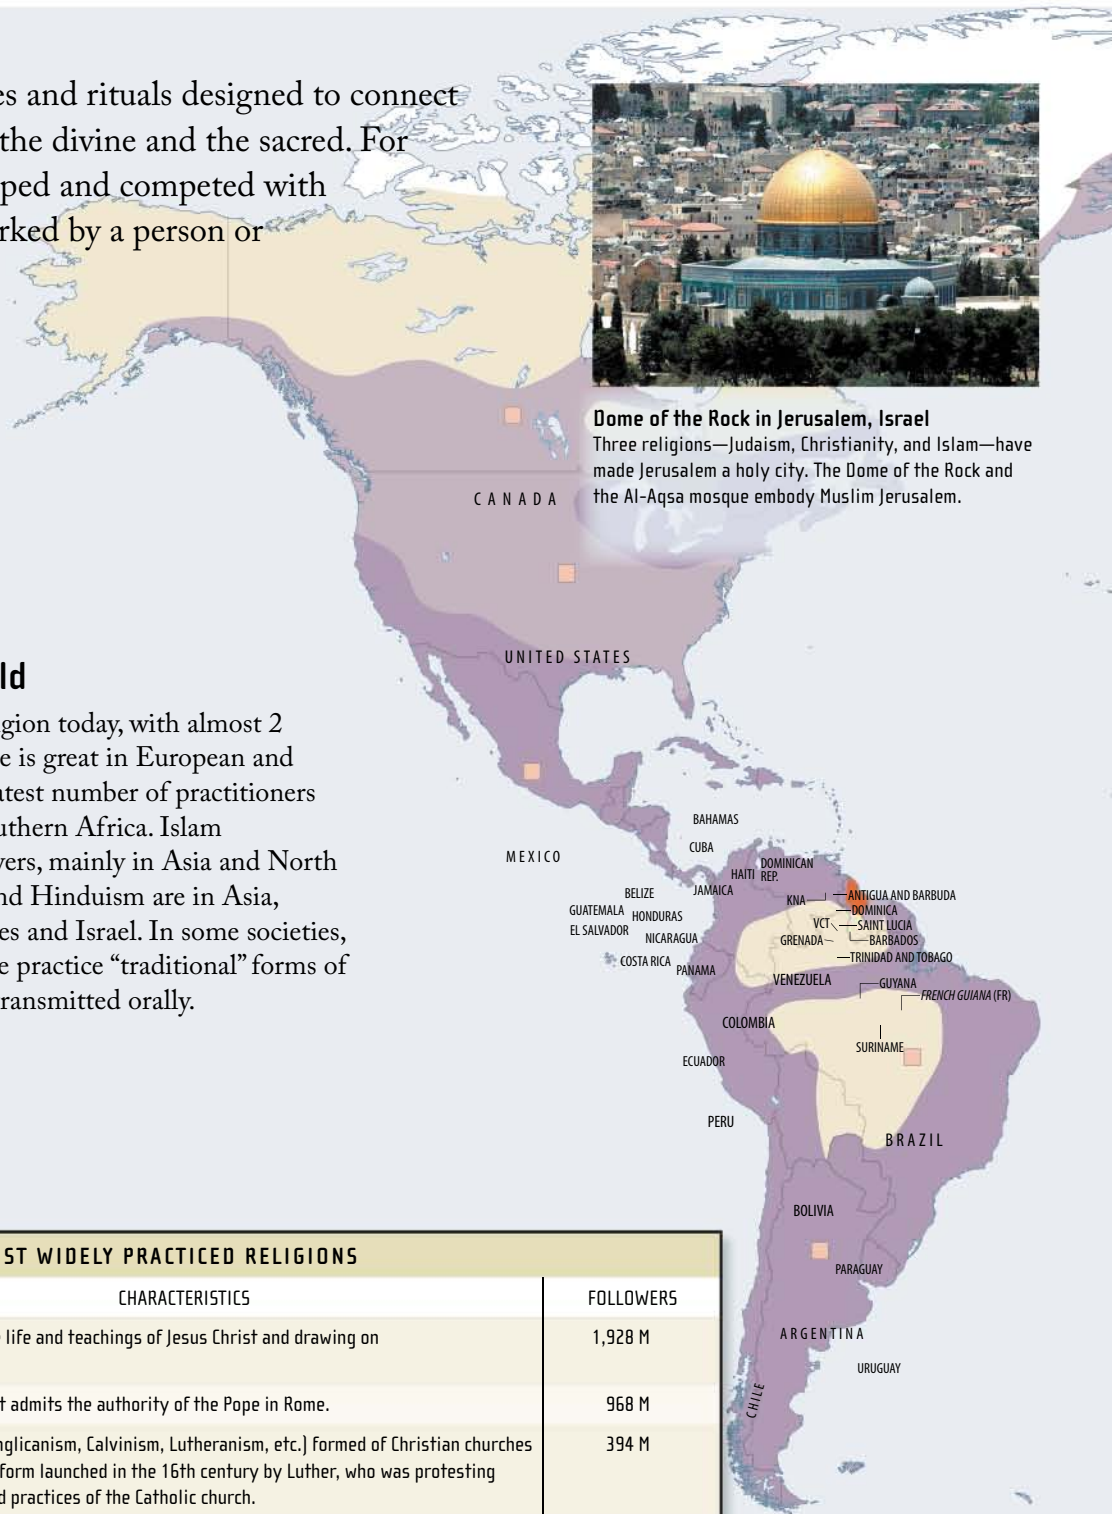 es and rituals designed to connect
the divine and the sacred. For
ped and competed with
rked by a person or
Dome of the Rock in Jerusalem, Israel
Three religions—Judaism, Christianity, and Islam—have
made Jerusalem a holy city. The Dome of the Rock and
the Al-Aqsa mosque embody Muslim Jerusalem.
CANADA
UNITED STATES
ld
gion today, with almost 2
e is great in European and
atest number of practitioners
uthern Africa. Islam
vers, mainly in Asia and North
nd Hinduism are in Asia,
es and Israel. In some societies,
e practice “traditional” forms of
transmitted orally.
MEXICO
BAHAMAS
CUBA
HAITI
DOMINICAN
REP.
JAMAICA
BELIZE
GUATEMALA
HONDURAS
EL SALVADOR
NICARAGUA
COSTA RICA
PANAMA
KNA
ANTIGUA AND BARBUDA
DOMINICA
VCT
SAINT LUCIA
GRENADA
BARBADOS
TRINIDAD AND TOBAGO
VENEZUELA
GUYANA
FRENCH GUIANA (FR)
COLOMBIA
SURINAME
ECUADOR
PERU
BRAZIL
BOLIVIA
PARAGUAY
ARGENTINA
URUGUAY
CHILE
ST WIDELY PRACTICED RELIGIONS
CHARACTERISTICS
FOLLOWERS
life and teachings of Jesus Christ and drawing on
1,928 M
t admits the authority of the Pope in Rome.
968 M
nglicanism, Calvinism, Lutheranism, etc.) formed of Christian churches
394 M
form launched in the 16th century by Luther, who was protesting
d practices of the Catholic church.